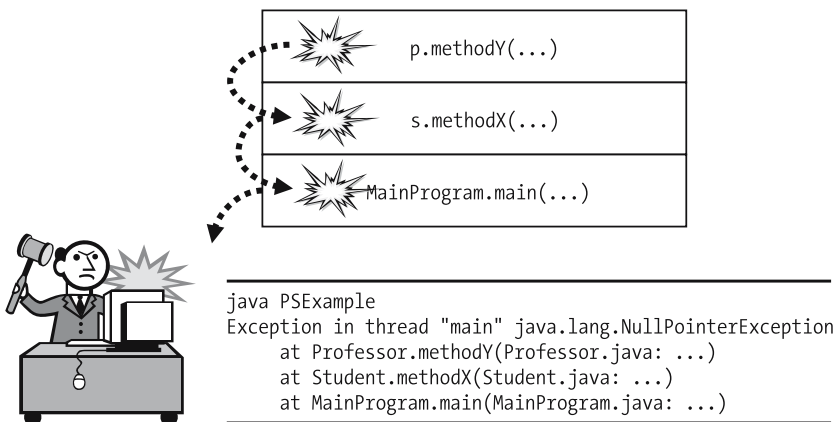 p.methodY(...)
s.methodX(...)
MainProgram.main(...)
java PSExample
Exception in thread "main" java.lang.NullPointerException
at Professor.methodY(Professor.java: ...)
at Student.methodX(Student.java: ...)
at MainProgram.main(MainProgram.java: ...)